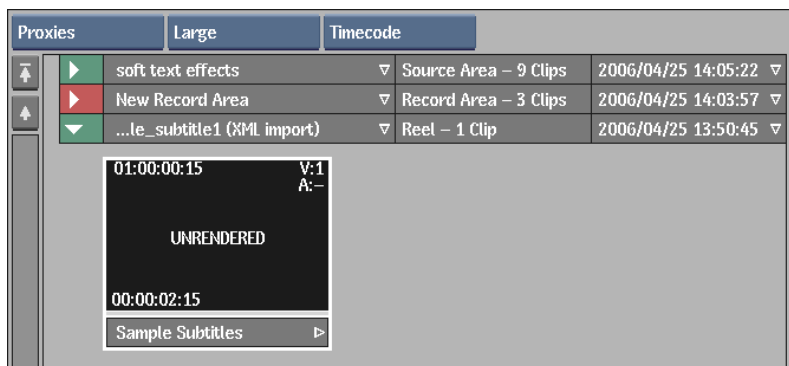 Proxies Large Timecode
soft text effects Source Area – 9 Clips 2006/04/25 14:05:22
New Record Area Record Area – 3 Clips 2006/04/25 14:03:57
...le_subtitle1 (XML import) Reel – 1 Clip 2006/04/25 13:50:45
01:00:00:15 V:1
A:–
UNRENDERED
00:00:02:15
Sample Subtitles